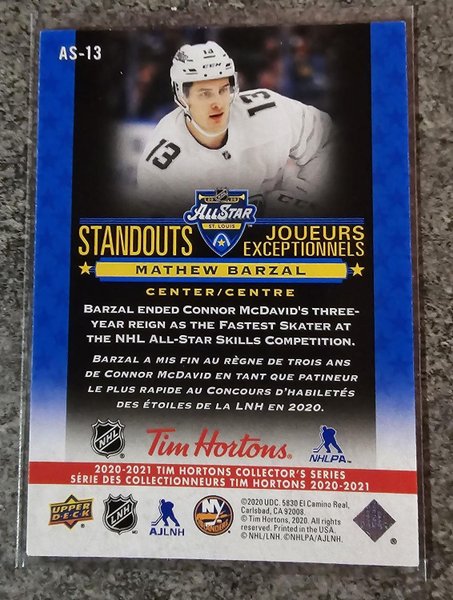 AS-13
13
13
CCM
NHL
ALL STAR
ST. LOUIS
STANDOUTS
JOUEURS
EXCEPTIONNELS
MATHEW BARZAL
CENTER/CENTRE
BARZAL ENDED CONNOR MCDAVID'S THREE-
YEAR REIGN AS THE FASTEST SKATER AT
THE NHL ALL-STAR SKILLS COMPETITION.
BARZAL A MIS FIN AU RÈGNE DE TROIS ANS
DE CONNOR MCDAVID EN TANT QUE PATINEUR
LE PLUS RAPIDE AU CONCOURS D'HABILETÉS
DES ÉTOILES DE LA LNH EN 2020.
NHL
Tim Hortons®
NHLPA
2020-2021 TIM HORTONS COLLECTOR'S SERIES
SÉRIE DES COLLECTIONNEURS TIM HORTONS 2020-2021
UPPER DECK
LNH
AJLNH
ISLANDERS
©2020 UDC. 5830 El Camino Real,
Carlsbad, CA 92008.
© Tim Hortons, 2020. All rights
reserved. Printed in the USA.
© NHL/LNH. ©NHLPA/AJLNH.
®